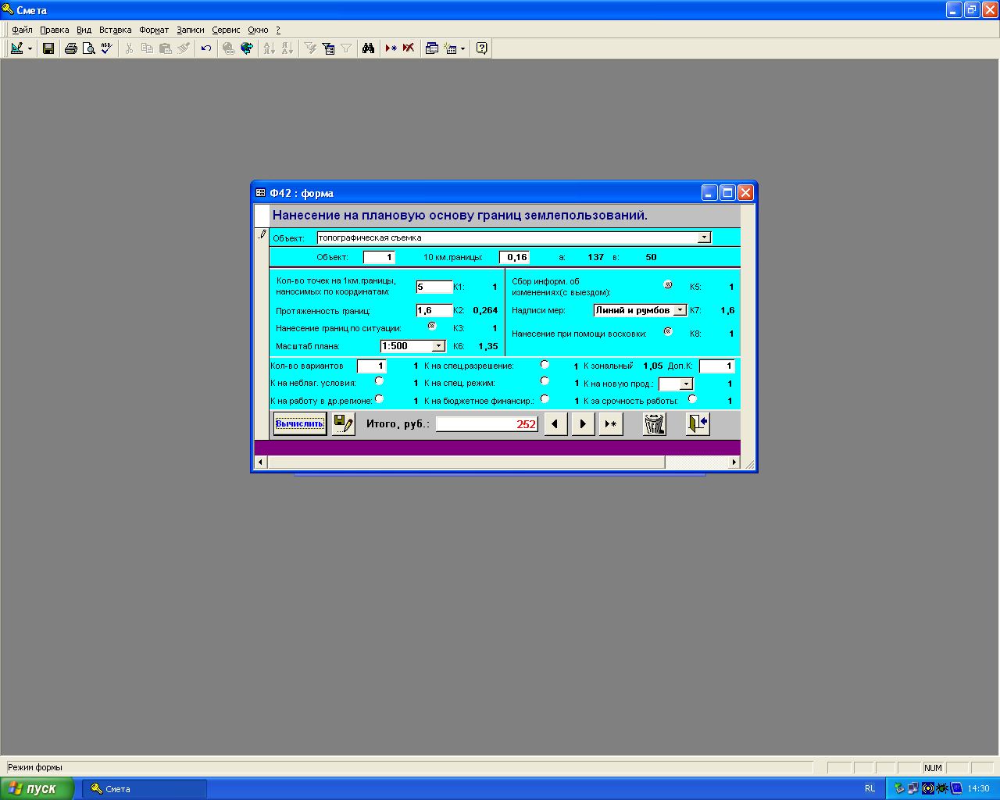 Смета
Файл Правка Вид Вставка Формат Записи Сервис Окно ?
Ф42 : форма
Нанесение на плановую основу границ землепользований.
Объект: топографическая съемка
Объект: 1 10 км.границы: 0,16 а: 137 в: 50
Кол-во точек на 1км.границы,
наносимых по координатам: 5 К1: 1
Протяженность границ: 1,6 К2: 0,264
Нанесение границ по ситуации: К3: 1
Масштаб плана: 1:500 К6: 1,35
Сбор информ. об
изменениях(с выездом): К5: 1
Надписи мер: Линий и румбов К7: 1,6
Нанесение при помощи восковки: К8: 1
Кол-во вариантов 1 1 К на спец.разрешение: 1 К зональный 1,05 Доп.К: 1
К на неблаг. условия: 1 К на спец. режим: 1 К на новую прод.: 1
К на работу в др.регионе: 1 К на бюджетное финансир.: 1 К за срочность работы: 1
Вычислить Итого, руб.: 252
Режим формы NUM
пуск Смета RL 14:30